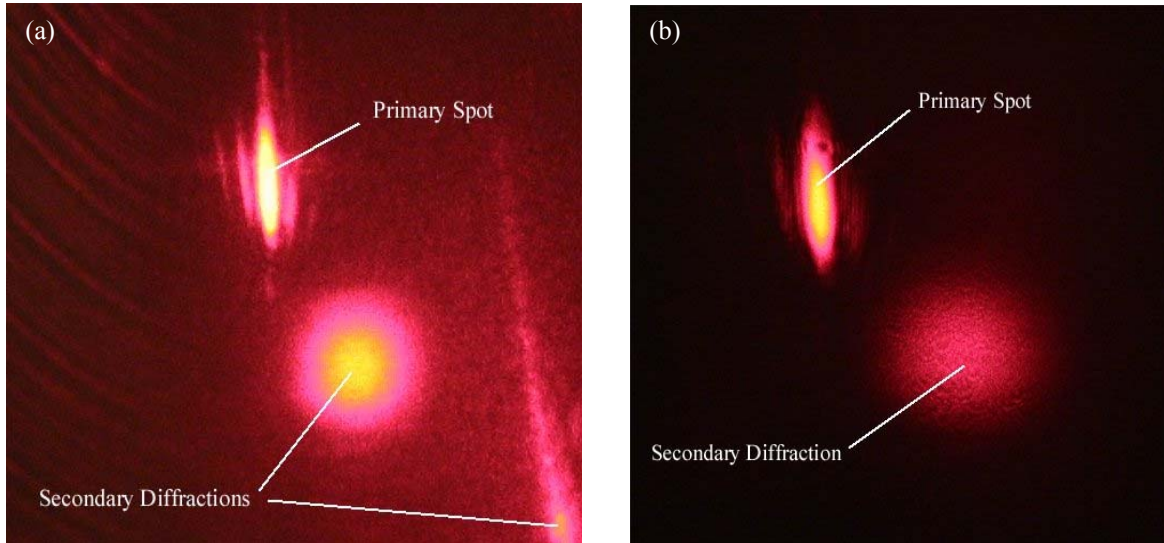 (a)
Primary Spot
Secondary Diffractions
(b)
Primary Spot
Secondary Diffraction